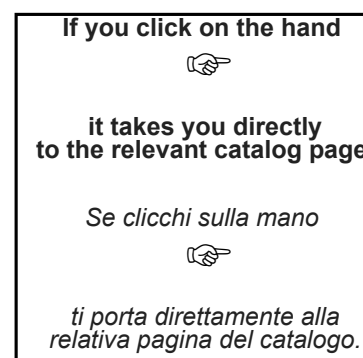 If you click on the hand
☞
it takes you directly
to the relevant catalog page
Se clicchi sulla mano
☞
ti porta direttamente alla
relativa pagina del catalogo.